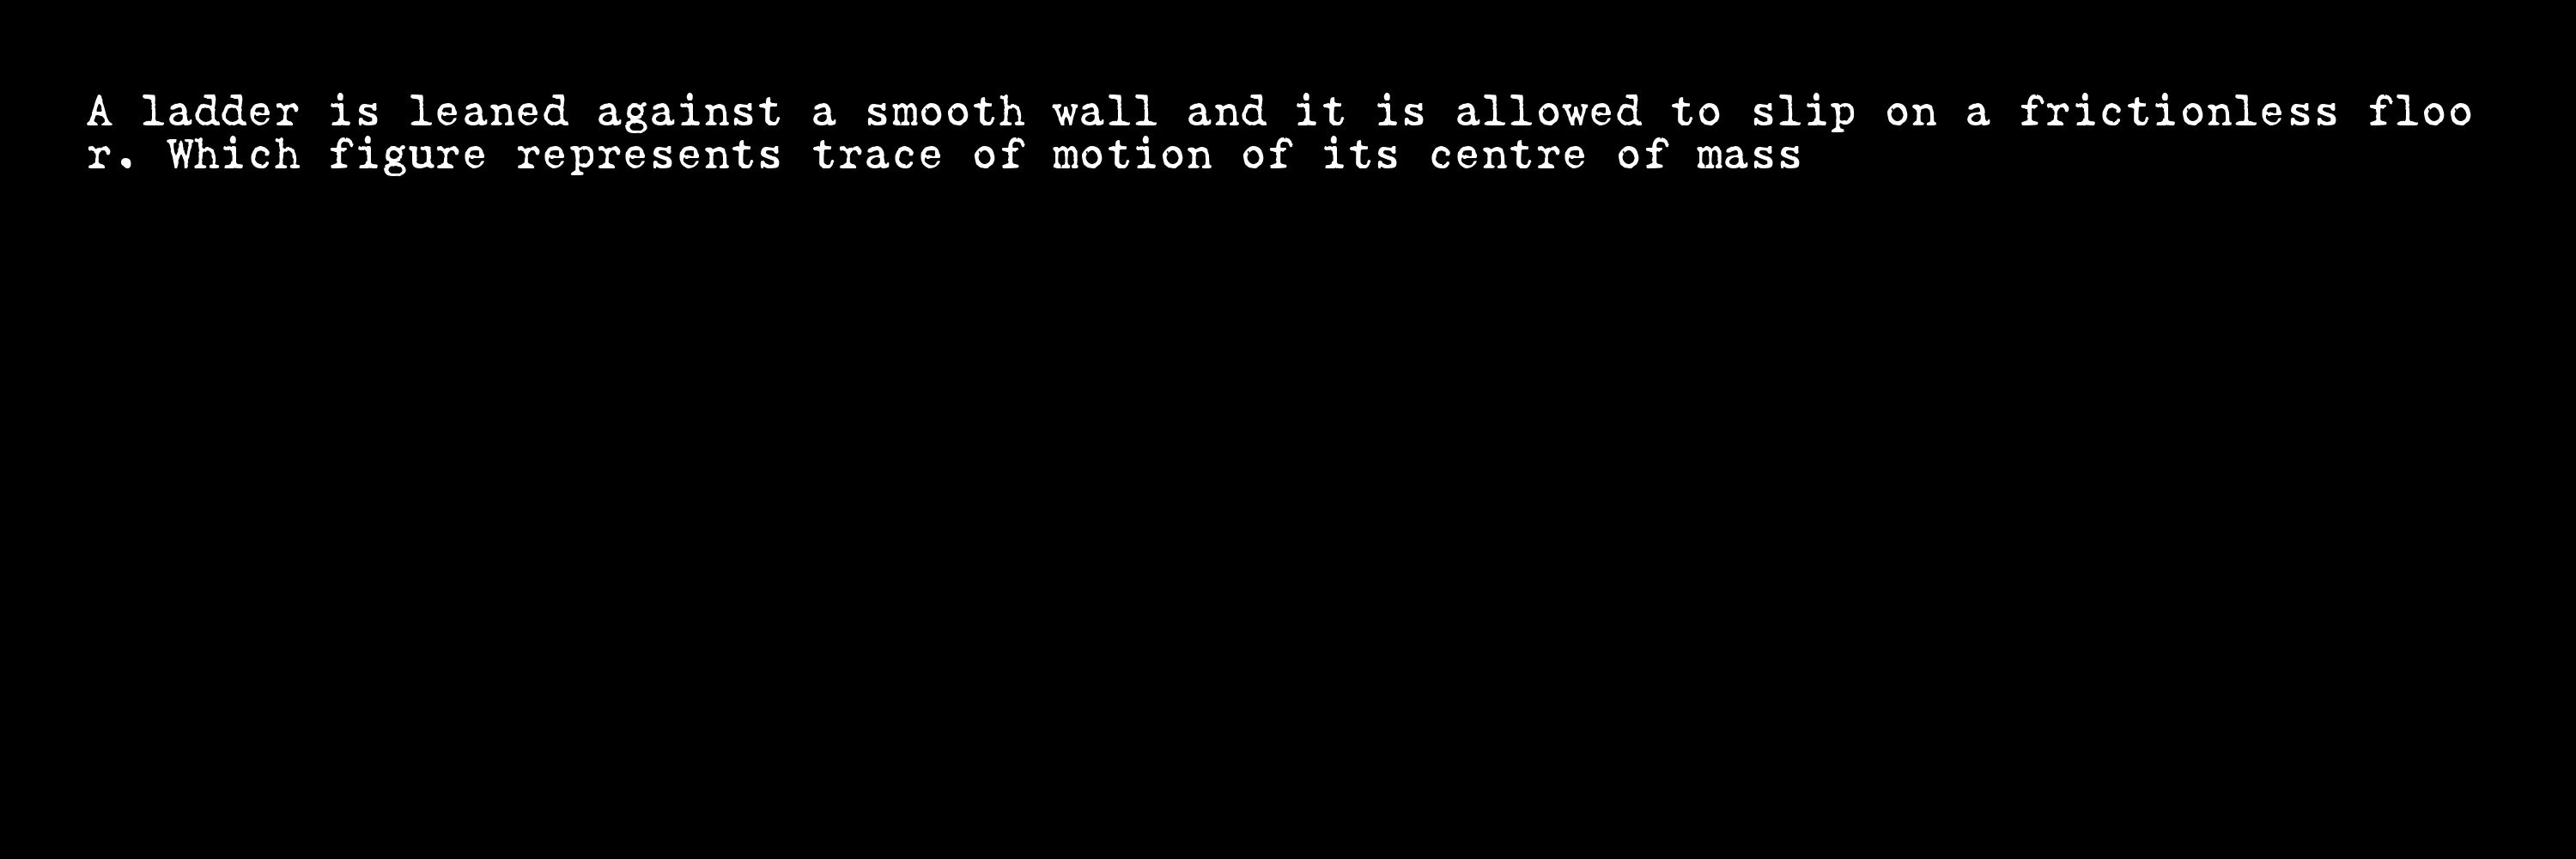 A ladder is leaned against a smooth wall and it is allowed to slip on a frictionless floo
r. Which figure represents trace of motion of its centre of mass